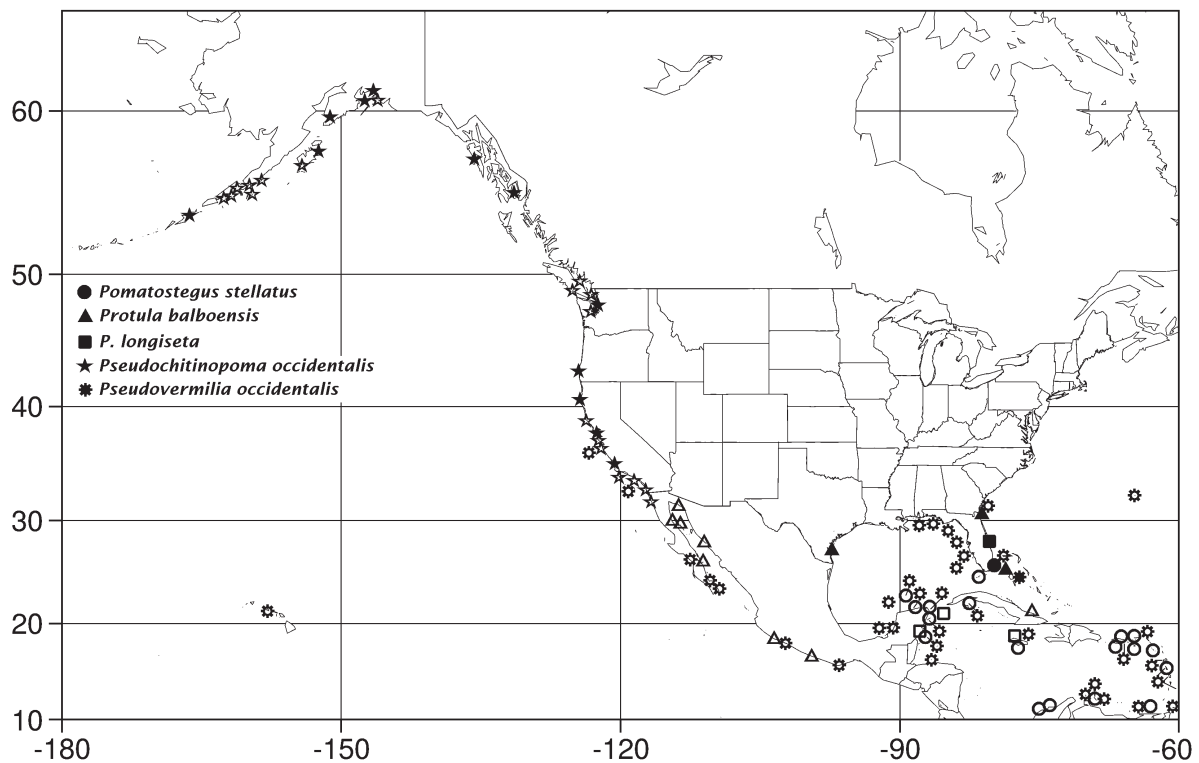 60
50
Pomatostegus stellatus
Protula balboensis
P. longiseta
Pseudochitinopoma occidentalis
Pseudovermilia occidentalis
40
30
20
10
-180 -150 -120 -90 -60